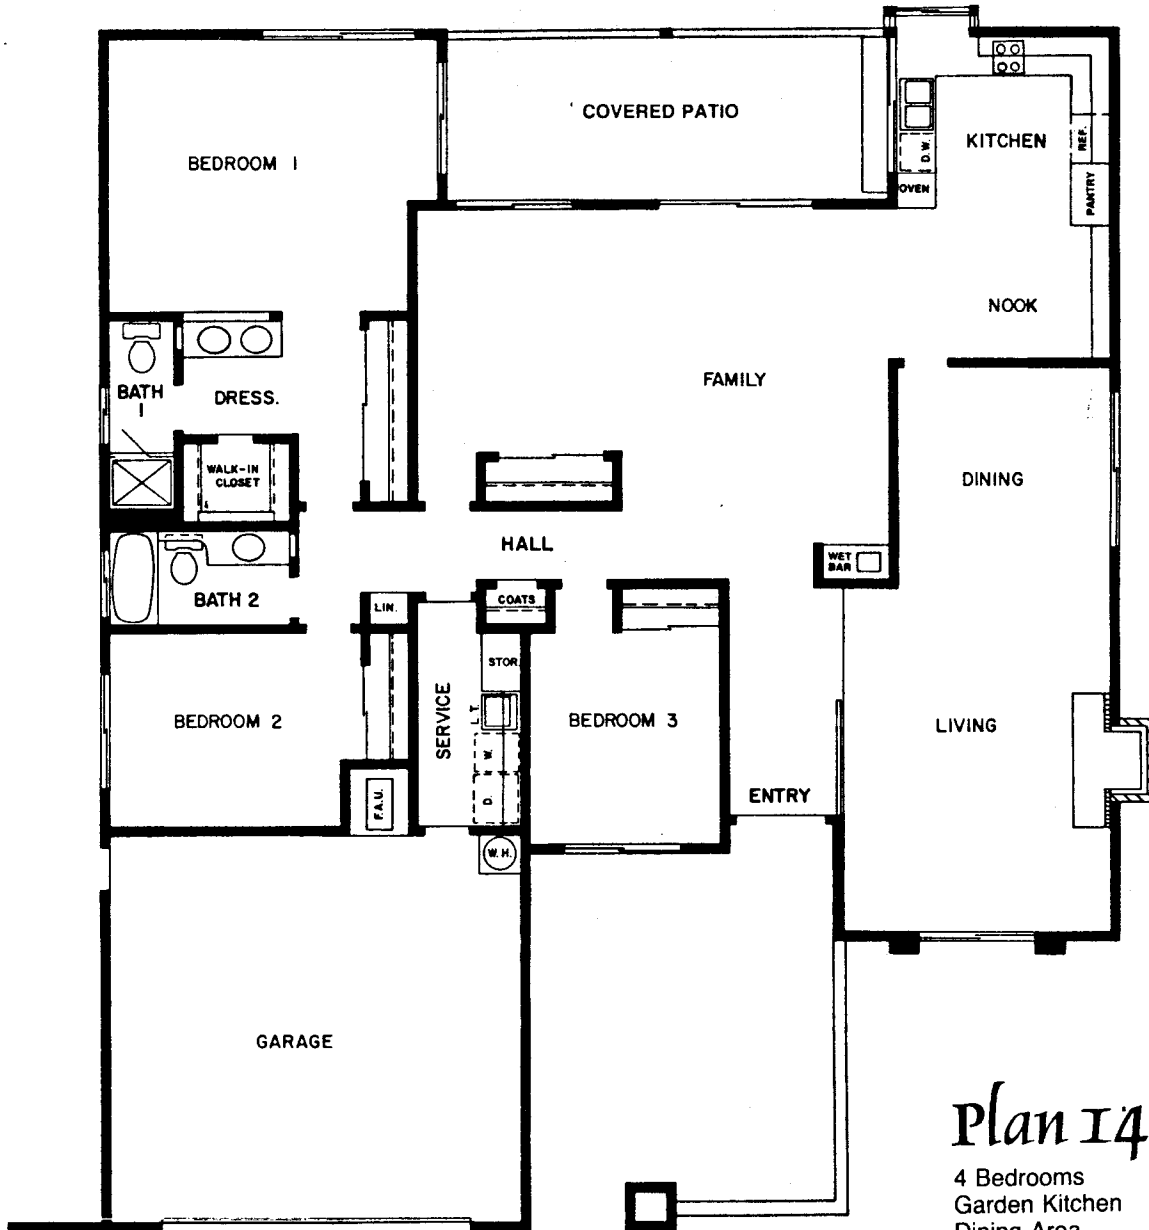 COVERED PATIO
KITCHEN
REF.
D.W.
OVEN
PANTRY
BEDROOM 1
NOOK
BATH
1
DRESS.
FAMILY
WALK-IN
CLOSET
DINING
HALL
WET
BAR
BATH 2
LIN.
COATS
STOR.
SERVICE
L.T.
W.
D.
BEDROOM 2
BEDROOM 3
LIVING
F.A.U.
ENTRY
W.H.
GARAGE
Plan 14
4 Bedrooms
Garden Kitchen
Dining Area